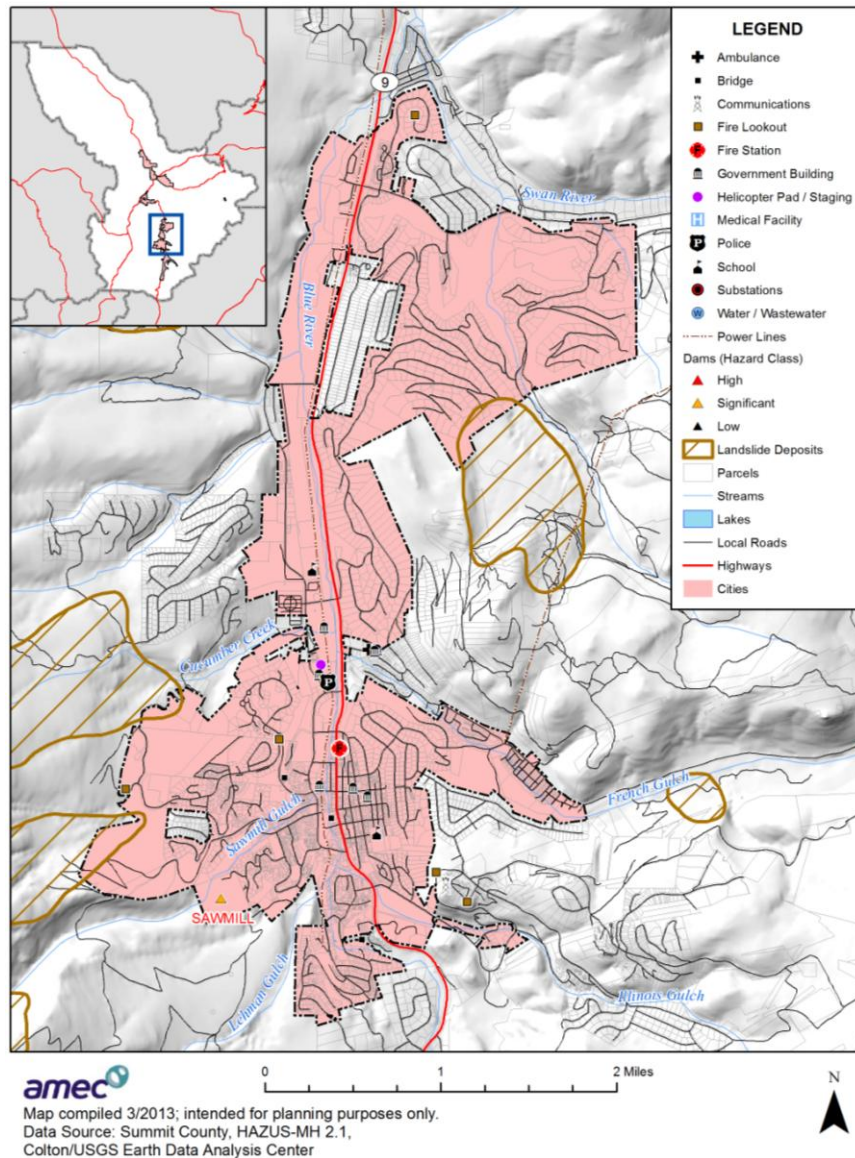 LEGEND
Ambulance
Bridge
Communications
Fire Lookout
Fire Station
Government Building
Helicopter Pad / Staging
Medical Facility
Police
School
Substations
Water / Wastewater
Power Lines
Dams (Hazard Class)
High
Significant
Low
Landslide Deposits
Parcels
Streams
Lakes
Local Roads
Highways
Cities
9
Swan River
Blue River
Cucumber Creek
P
F
French Gulch
Sawmill Gulch
SAWMILL
Lehman Gulch
Illinois Gulch
amec
0 1 2 Miles
N
Map compiled 3/2013; intended for planning purposes only.
Data Source: Summit County, HAZUS-MH 2.1,
Colton/USGS Earth Data Analysis Center